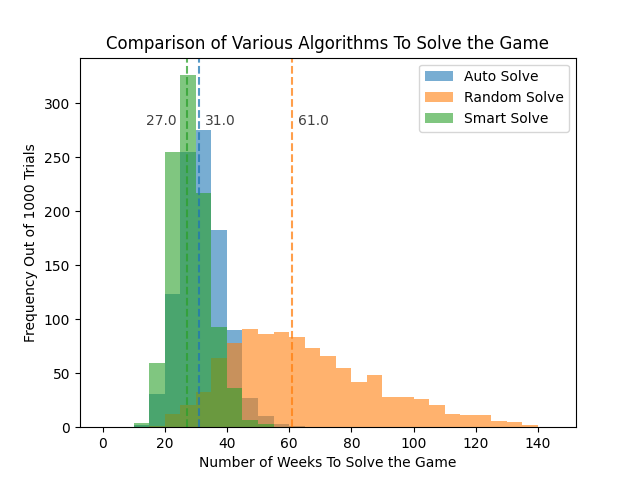 Comparison of Various Algorithms To Solve the Game
Auto Solve
Random Solve
Smart Solve
27.0
31.0
61.0
Frequency Out of 1000 Trials
300
250
200
150
100
50
0
0 20 40 60 80 100 120 140
Number of Weeks To Solve the Game